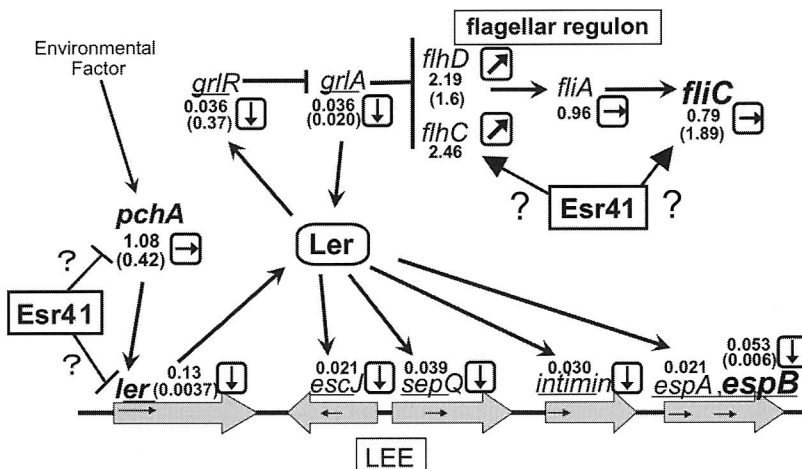 flagellar regulon
Environmental
Factor
grlR
0.036
(0.37)
grlA
0.036
(0.020)
flhD
2.19
(1.6)
flhC
2.46
fliA
0.96
fliC
0.79
(1.89)
? Esr41 ?
pchA
1.08
(0.42)
Ler
?
Esr41
?
ler
0.13
(0.0037)
0.021
escJ
0.039
sepQ
0.030
intimin
0.021
espA
,
0.053
(0.006)
espB
LEE